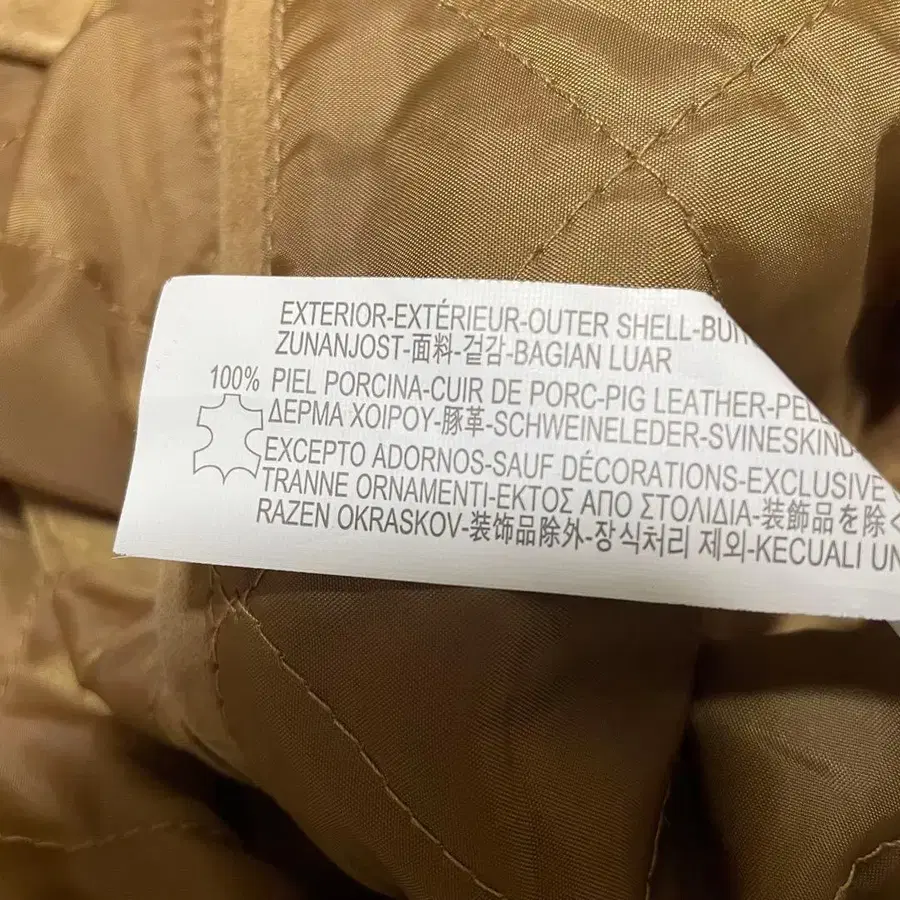 EXTERIOR-EXTÉRIEUR-OUTER SHELL-
ZUNANJOST-面料-겉감-BAGIAN LUAR
100% PIEL PORCINA-CUIR DE PORC-PIG LEATHER-
ΔΕΡΜΑ ΧΟΙΡΟΥ-豚革-SCHWEINELEDER-
EXCEPTO ADORNOS-SAUF DÉCORATIONS-EXCLUSIVE
TRANNE ORNAMENTI-ΕΚΤΟΣ ΑΠΟ ΣΤΟΛΙΔΙΑ-装飾品を除く
RAZEN OKRASKOV-装饰品除外-장식처리 제외-KECUALI